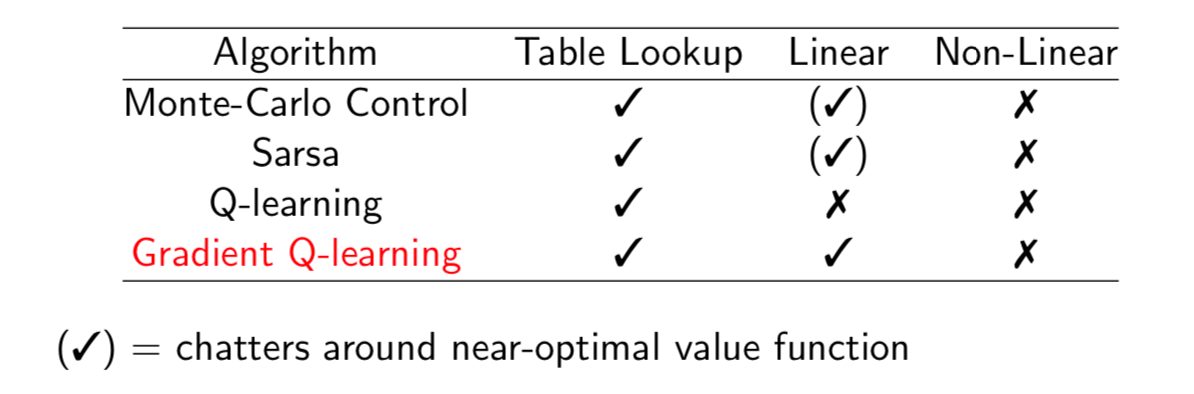 Algorithm Table Lookup Linear Non-Linear
Monte-Carlo Control ✓ (✓) ✗
Sarsa ✓ (✓) ✗
Q-learning ✓ ✗ ✗
Gradient Q-learning ✓ ✓ ✗
(✓) = chatters around near-optimal value function